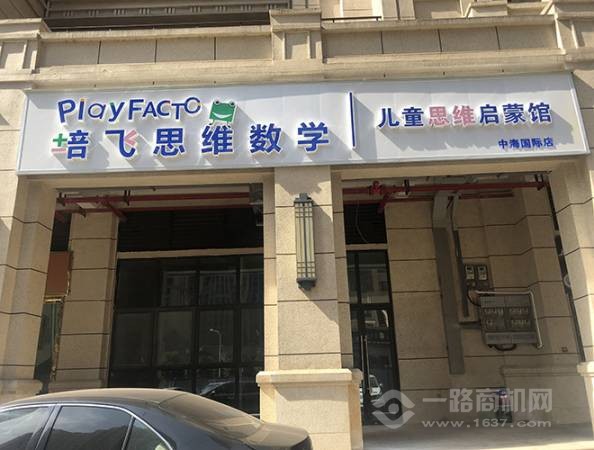 PlayFACTO
培飞思维数学
儿童思维启蒙馆
中海国际店
一路商机网
www.1637.com